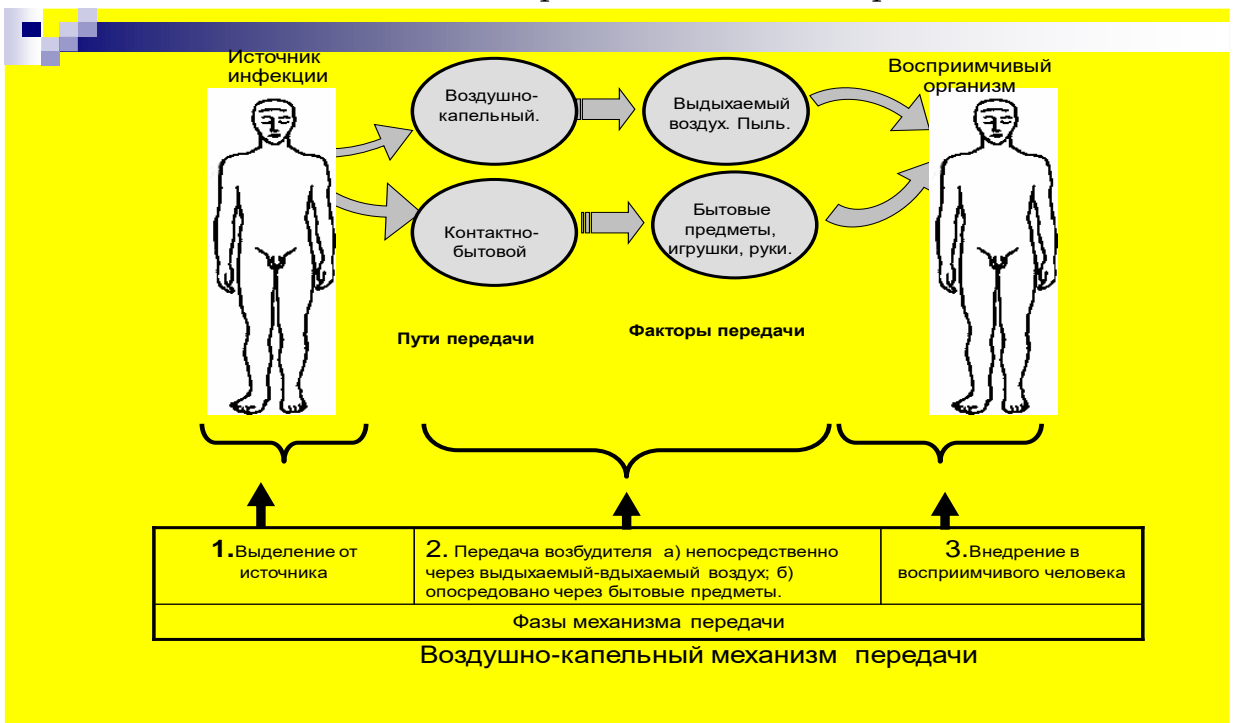 Источник
инфекции
Восприимчивый
организм
Воздушно-
капельный.
Выдыхаемый
воздух. Пыль.
Контактно-
бытовой
Бытовые
предметы,
игрушки, руки.
Пути передачи
Факторы передачи
1.Выделение от
источника
2. Передача возбудителя а) непосредственно
через выдыхаемый-вдыхаемый воздух; б)
опосредовано через бытовые предметы.
3.Внедрение в
восприимчивого человека
Фазы механизма передачи
Воздушно-капельный механизм передачи